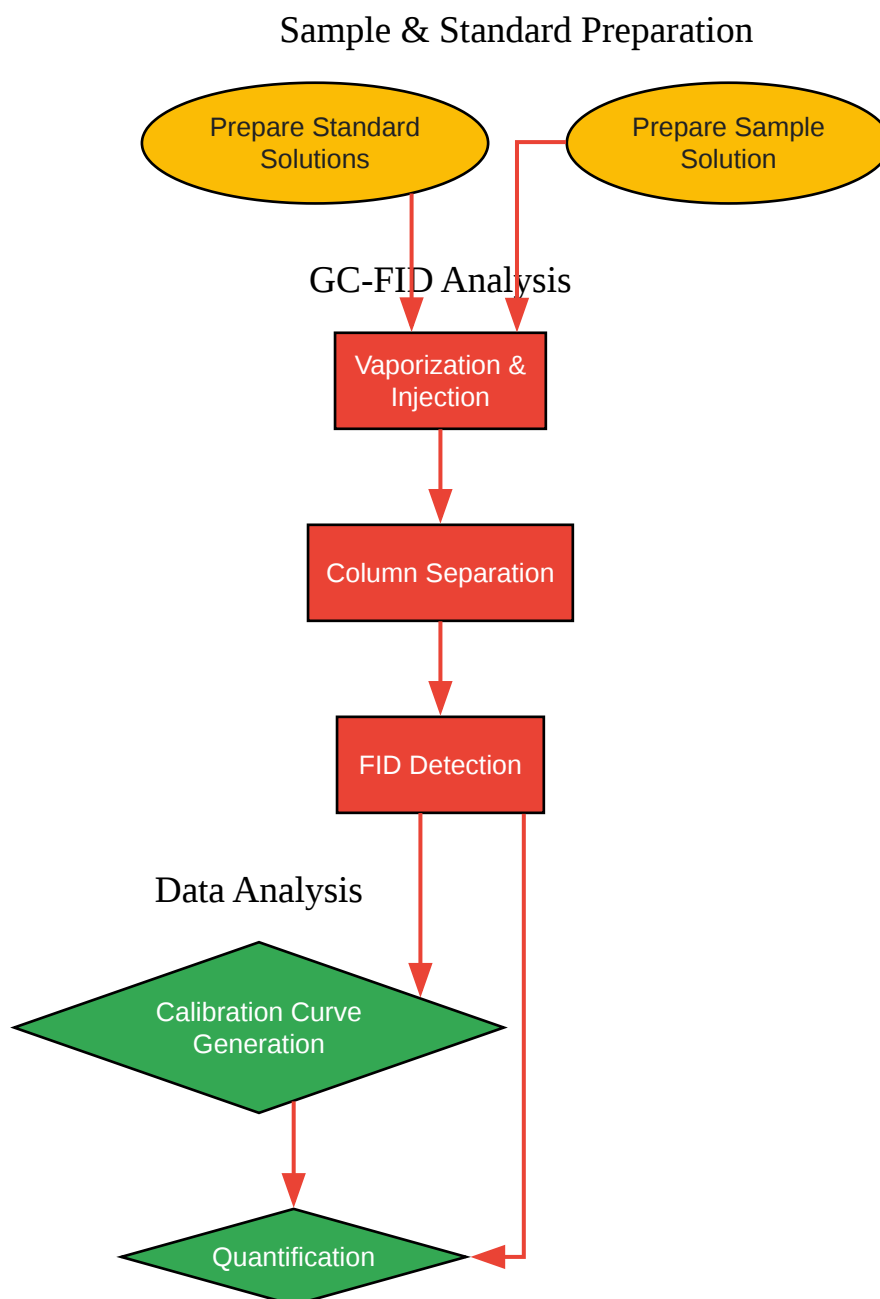 Sample & Standard Preparation
Prepare Standard
Solutions
Prepare Sample
Solution
GC-FID Analysis
Vaporization &
Injection
Column Separation
FID Detection
Data Analysis
Calibration Curve
Generation
Quantification